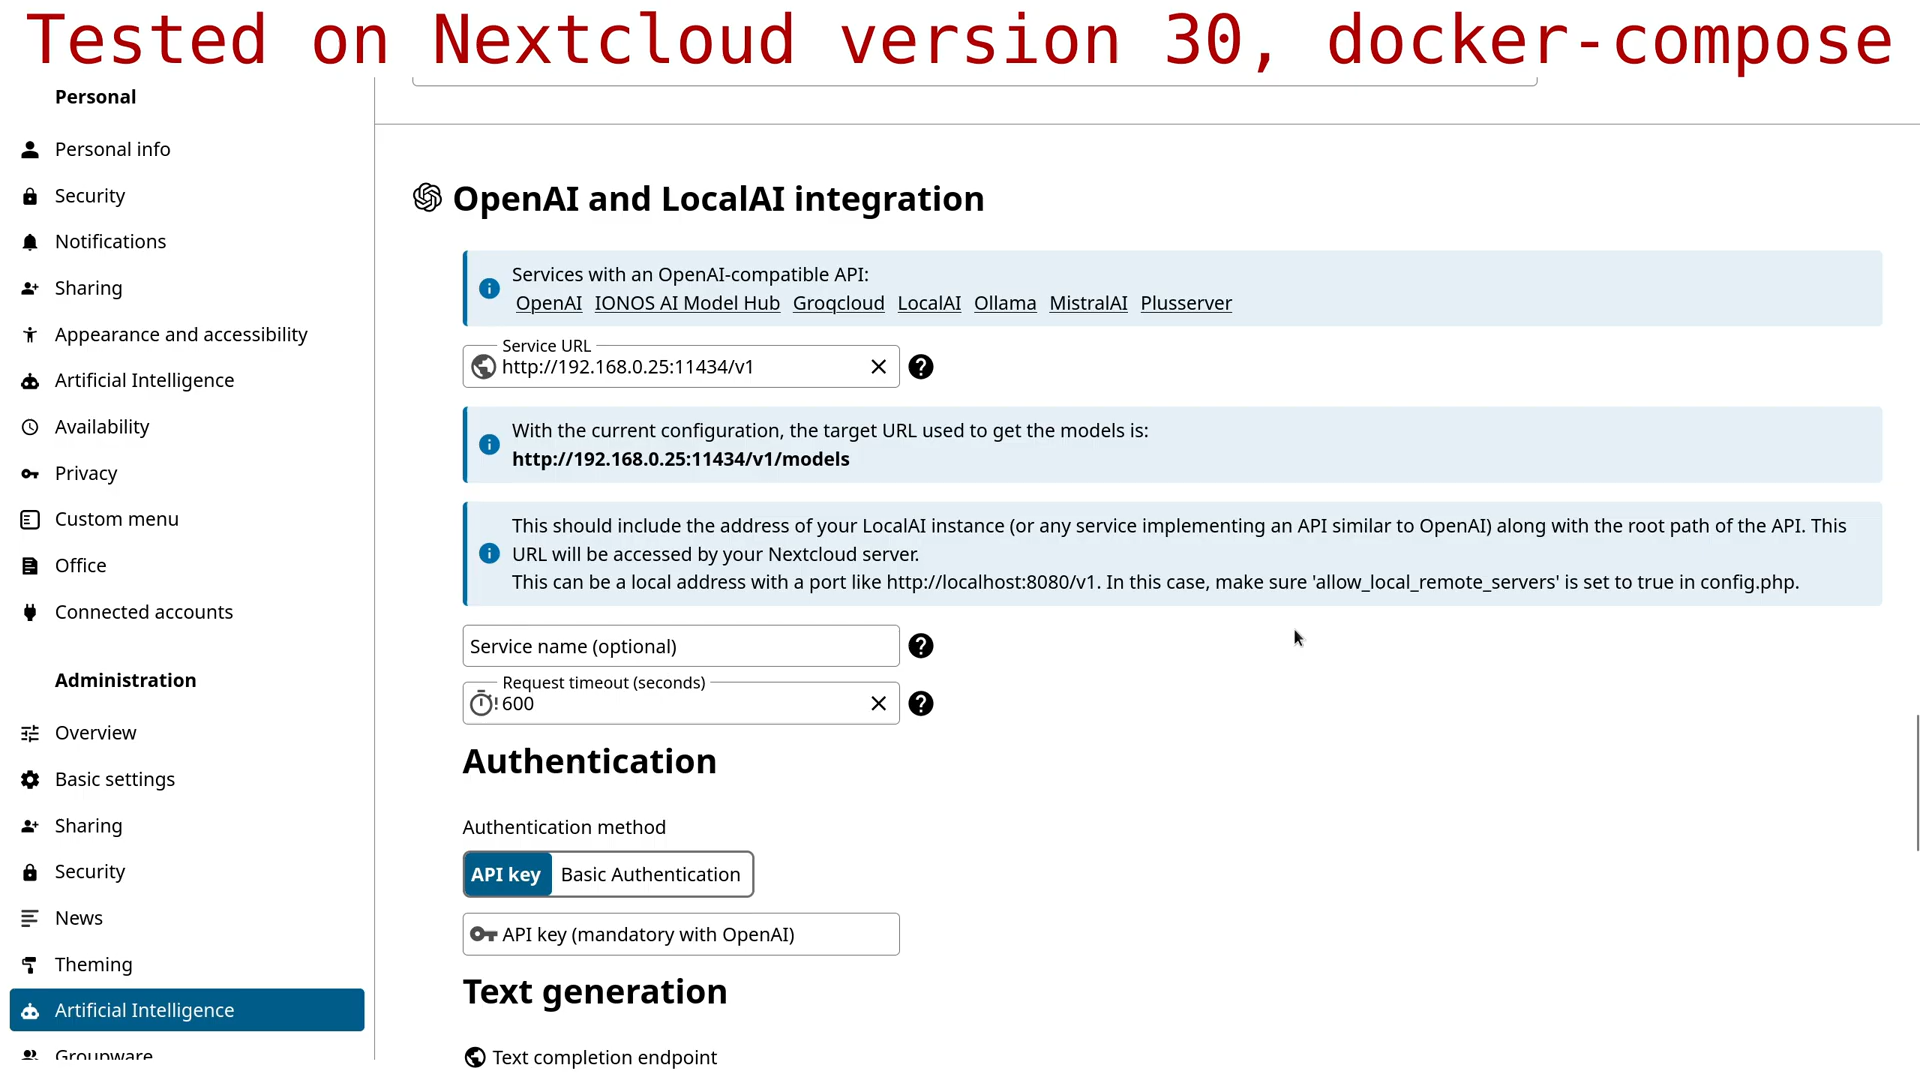 Tested on Nextcloud version 30, docker-compose
Personal
Personal info
Security
Notifications
Sharing
Appearance and accessibility
Artificial Intelligence
Availability
Privacy
Custom menu
Office
Connected accounts
Administration
Overview
Basic settings
Sharing
Security
News
Theming
Artificial Intelligence
Groupware
OpenAI and LocalAI integration
Services with an OpenAI-compatible API:
OpenAI IONOS AI Model Hub Groqcloud LocalAI Ollama MistralAI Plusserver
Service URL
http://192.168.0.25:11434/v1
With the current configuration, the target URL used to get the models is:
http://192.168.0.25:11434/v1/models
This should include the address of your LocalAI instance (or any service implementing an API similar to OpenAI) along with the root path of the API. This
URL will be accessed by your Nextcloud server.
This can be a local address with a port like http://localhost:8080/v1. In this case, make sure 'allow_local_remote_servers' is set to true in config.php.
Service name (optional)
Request timeout (seconds)
600
Authentication
Authentication method
API key Basic Authentication
API key (mandatory with OpenAI)
Text generation
Text completion endpoint